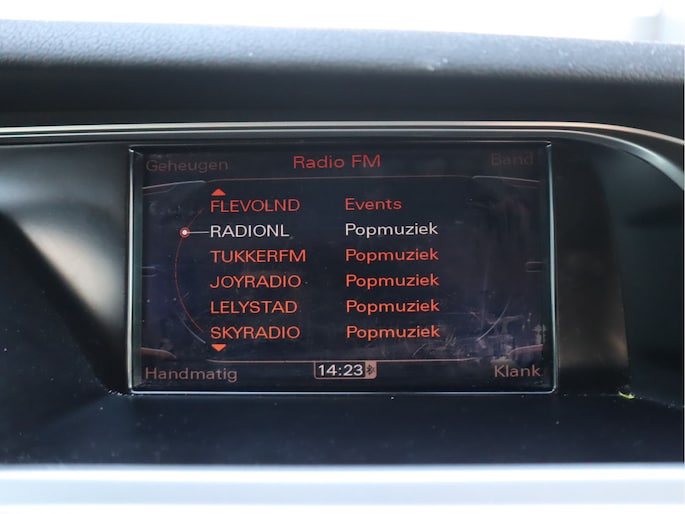 Geheugen Radio FM Band
FLEVOLND Events
RADIONL Popmuziek
TUKKERFM Popmuziek
JOYRADIO Popmuziek
LELYSTAD Popmuziek
SKYRADIO Popmuziek
Handmatig 14:23 Klank